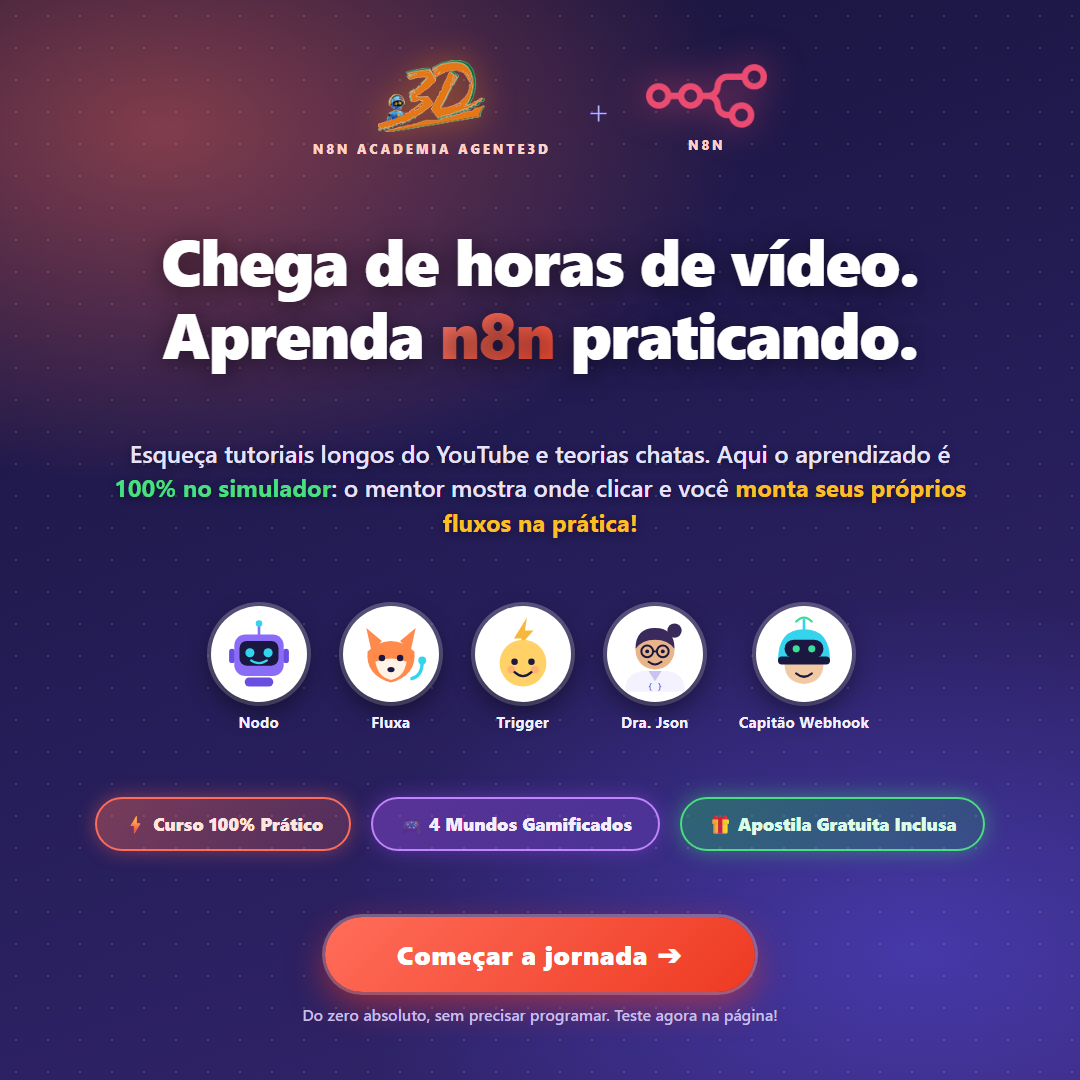 3D
N8N ACADEMIA AGENTE3D
+
N8N
Chega de horas de vídeo.
Aprenda n8n praticando.
Esqueça tutoriais longos do YouTube e teorias chatas. Aqui o aprendizado é
100% no simulador: o mentor mostra onde clicar e você monta seus próprios
fluxos na prática!
{ }
Nodo
Fluxa
Trigger
Dra. Json
Capitão Webhook
Curso 100% Prático
4 Mundos Gamificados
Apostila Gratuita Inclusa
Começar a jornada ➔
Do zero absoluto, sem precisar programar. Teste agora na página!